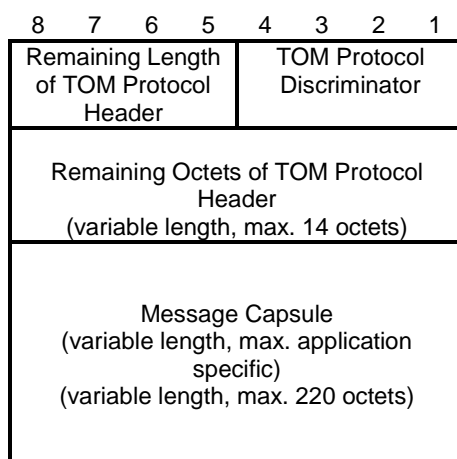 8 7 6 5 4 3 2 1
Remaining Length
of TOM Protocol
Header
TOM Protocol
Discriminator
Remaining Octets of TOM Protocol
Header
(variable length, max. 14 octets)
Message Capsule
(variable length, max. application
specific)
(variable length, max. 220 octets)